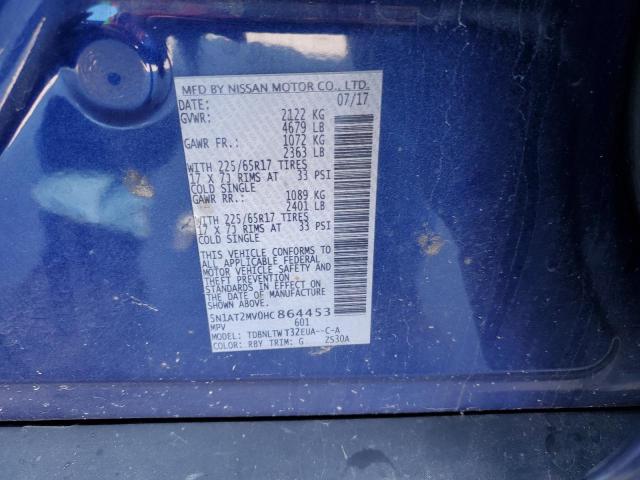 MFD BY NISSAN MOTOR CO., LTD.
DATE: 07/17
GVWR: 2122 KG
4679 LB
GAWR FR.: 1072 KG
2363 LB
WITH 225/65R17 TIRES
17 X 7J RIMS AT 33 PSI
COLD SINGLE
GAWR RR.: 1089 KG
2401 LB
WITH 225/65R17 TIRES
17 X 7J RIMS AT 33 PSI
COLD SINGLE
THIS VEHICLE CONFORMS TO
ALL APPLICABLE FEDERAL
MOTOR VEHICLE SAFETY AND
THEFT PREVENTION
STANDARDS IN EFFECT ON
THE DATE OF MANUFACTURE
SHOWN ABOVE.
5N1AT2MV0HC864453
MPV 601
MODEL: TDBNLTWT32EUA--C-A
COLOR: RBY TRIM: G ZS30A